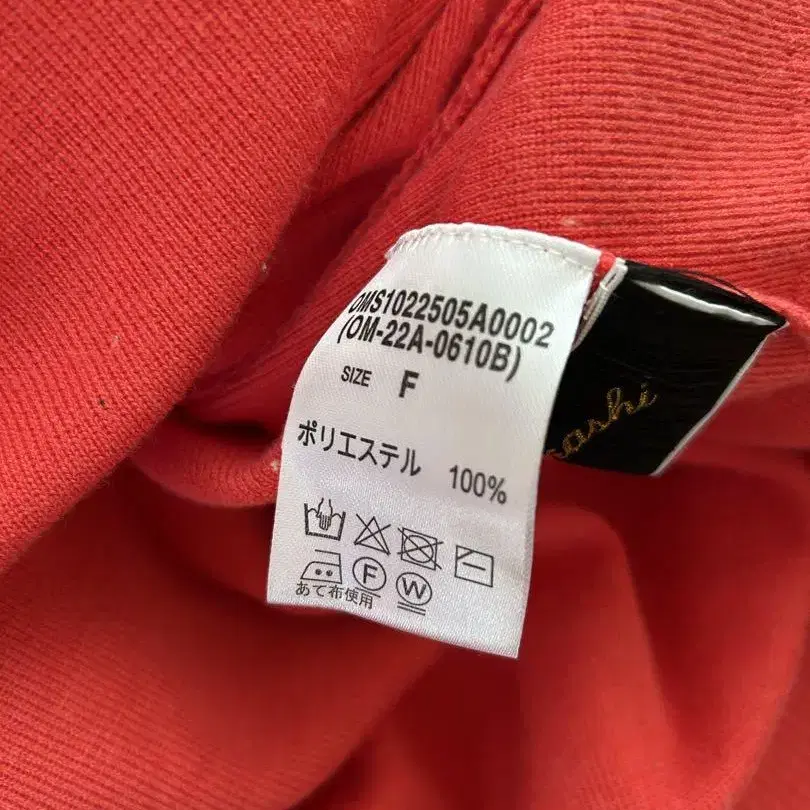 OMS1022505A0002
(OM-22A-0610B)
SIZE F
ポリエステル 100%
F W
あて布使用